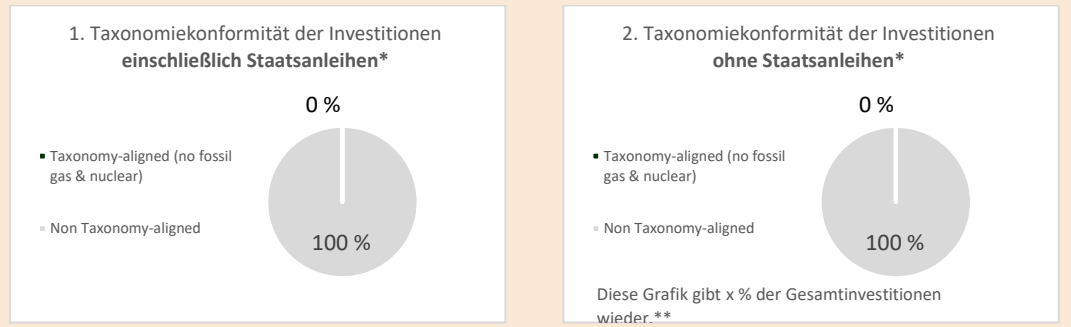 1. Taxonomiekonformität der Investitionen
einschließlich Staatsanleihen*
0 %
Taxonomy-aligned (no fossil
gas & nuclear)
Non Taxonomy-aligned
100 %
2. Taxonomiekonformität der Investitionen
ohne Staatsanleihen*
0 %
Taxonomy-aligned (no fossil
gas & nuclear)
Non Taxonomy-aligned
100 %
Diese Grafik gibt x % der Gesamtinvestitionen
wieder.**